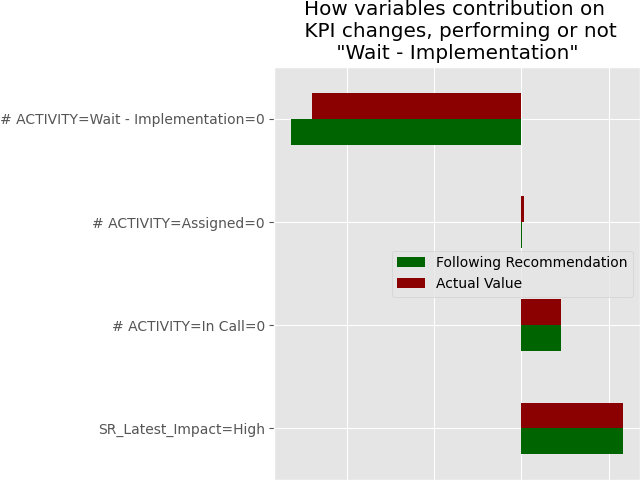 How variables contribution on
KPI changes, performing or not
"Wait - Implementation"
# ACTIVITY=Wait - Implementation=0
# ACTIVITY=Assigned=0
Following Recommendation
Actual Value
# ACTIVITY=In Call=0
SR_Latest_Impact=High